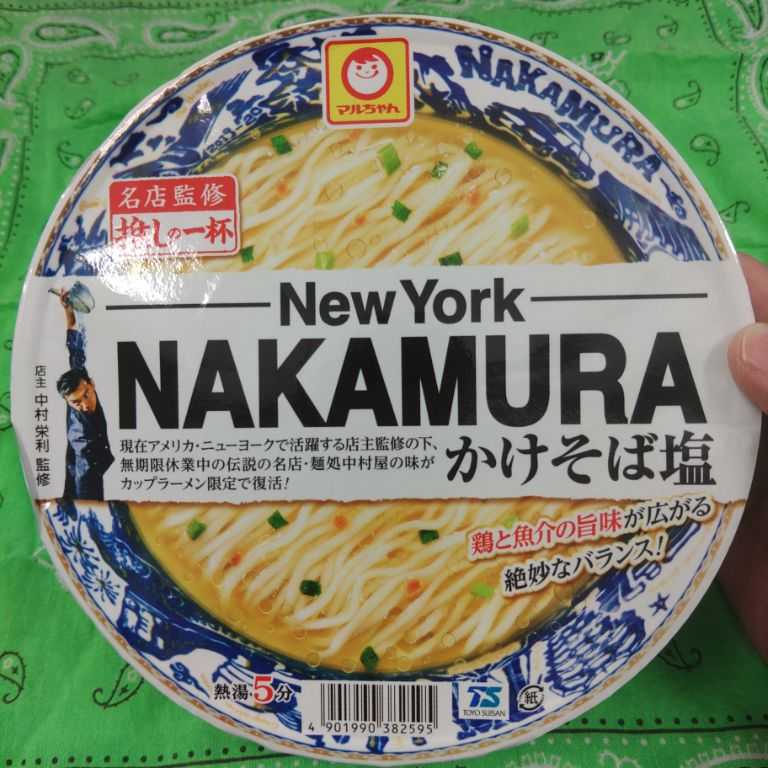 マルちゃん
NAKAMURA
名店監修
推しの一杯
New York
NAKAMURA
かけそば塩
店主 中村栄利 監修
現在アメリカ・ニューヨークで活躍する店主監修の下、
無期限休業中の伝説の名店・麺処中村屋の味が
カップラーメン限定で復活!
鶏と魚介の旨味が広がる
絶妙なバランス!
熱湯・5分
4 901990 382595
TS
TOYO SUISAN
紙